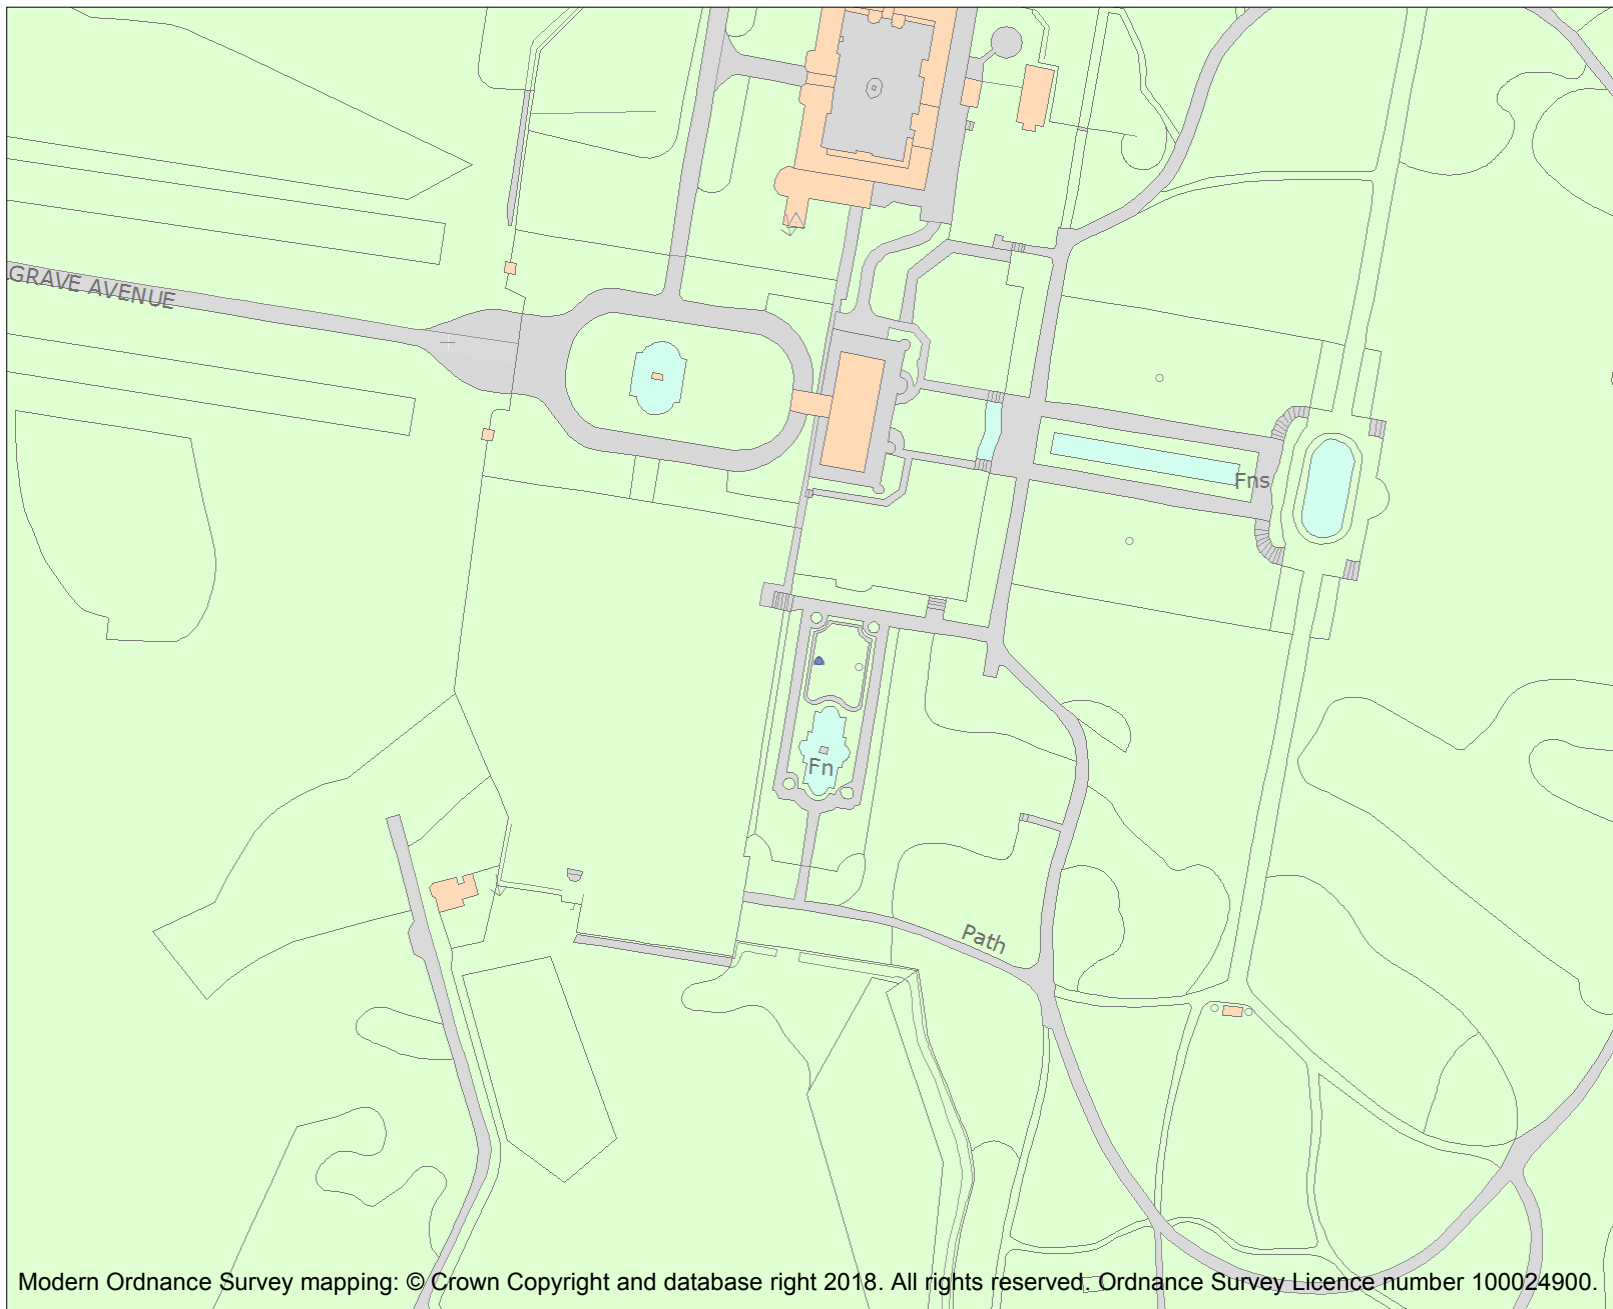 GRAVE AVENUE
Fns
Fn
Path
Modern Ordnance Survey mapping: © Crown Copyright and database right 2018. All rights reserved. Ordnance Survey Licence number 100024900.